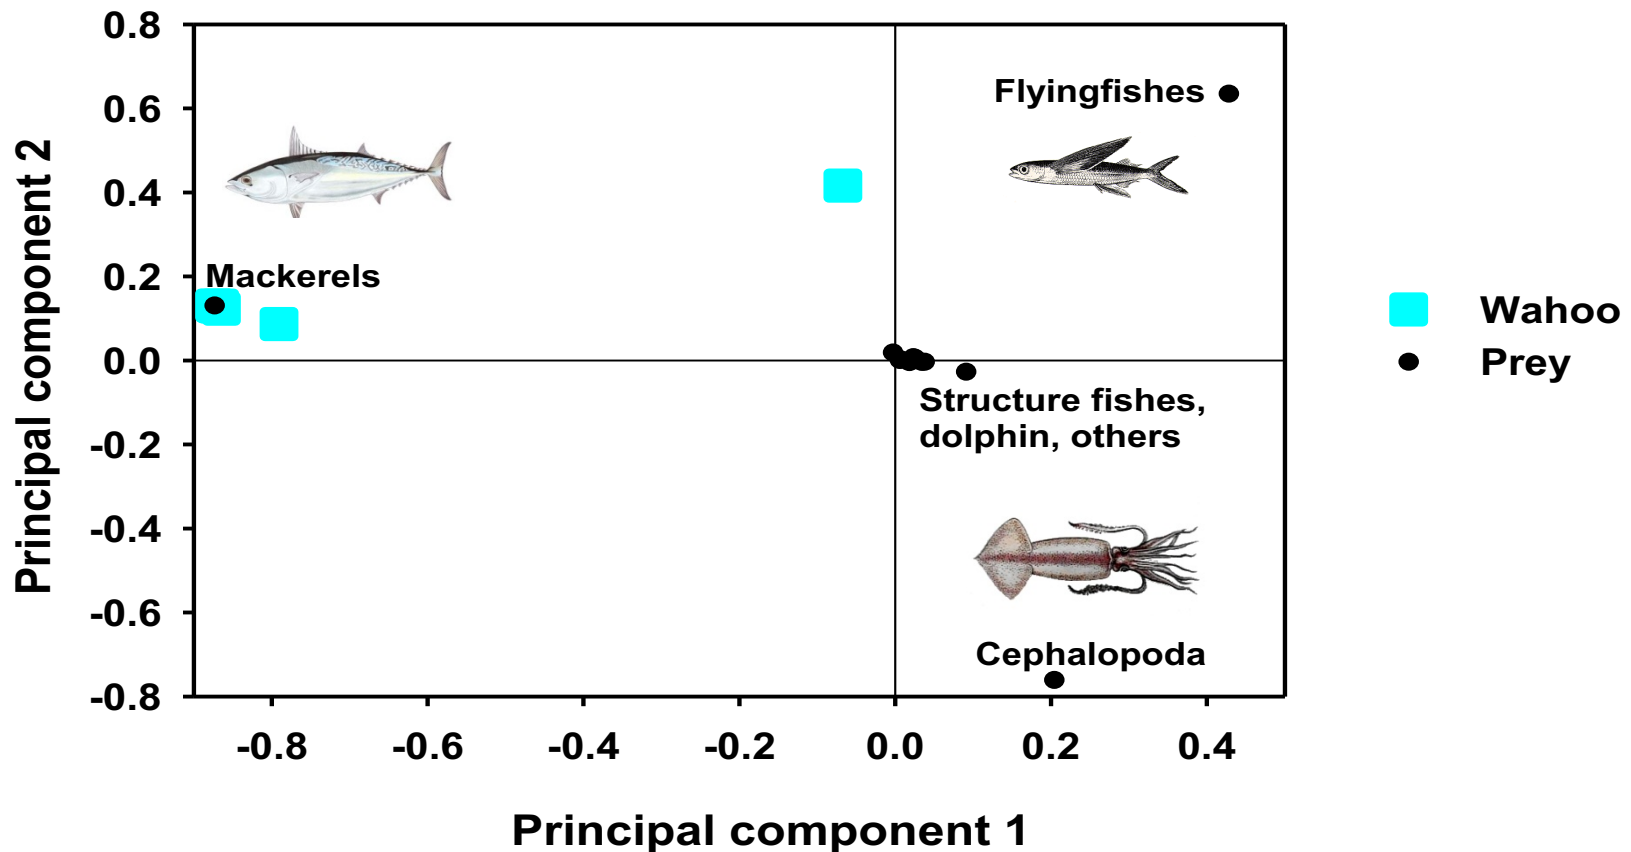 0.8
0.6
0.4
0.2
0.0
-0.2
-0.4
-0.6
-0.8
Principal component 2
Flyingfishes
Mackerels
Structure fishes,
dolphin, others
Cephalopoda
Wahoo
Prey
-0.8 -0.6 -0.4 -0.2 0.0 0.2 0.4
Principal component 1